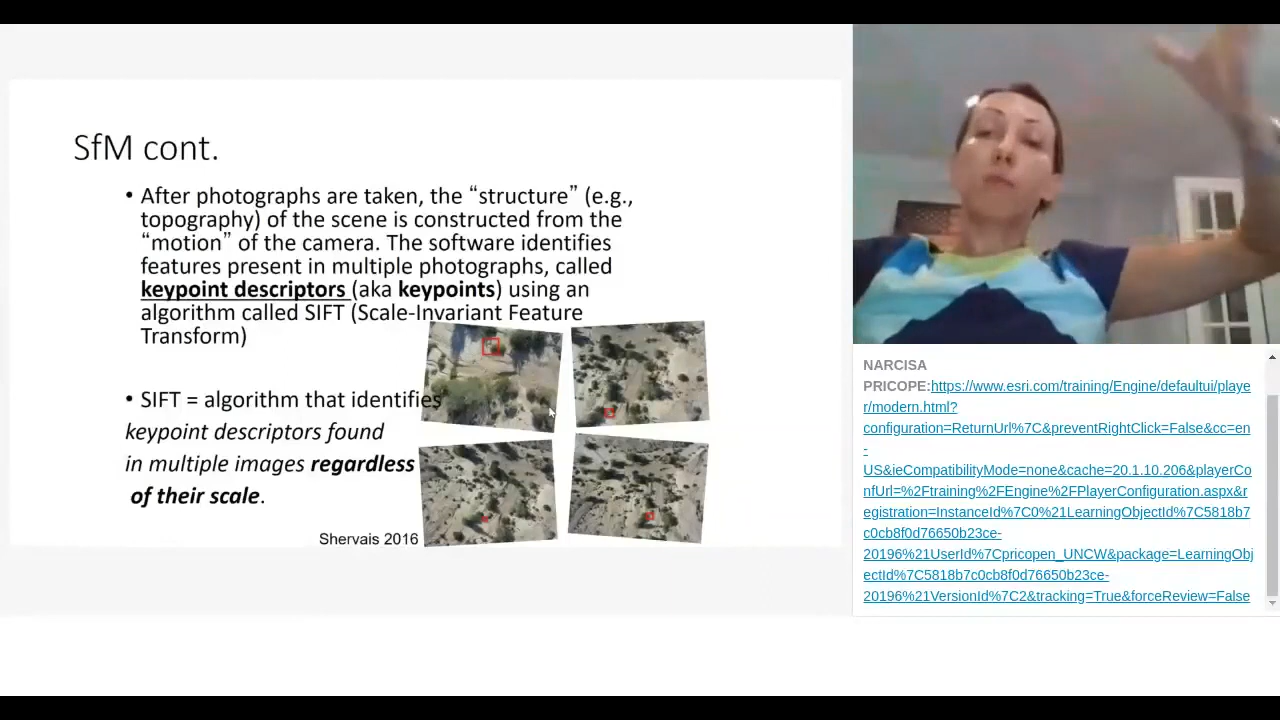 SfM cont.
• After photographs are taken, the “structure” (e.g.,
topography) of the scene is constructed from the
“motion” of the camera. The software identifies
features present in multiple photographs, called
keypoint descriptors (aka keypoints) using an
algorithm called SIFT (Scale-Invariant Feature
Transform)
• SIFT = algorithm that identifies
keypoint descriptors found
in multiple images regardless
of their scale.
Shervais 2016
NARCISA
PRICOPE:https://www.esri.com/training/Engine/defaultui/playe
r/modern.html?
configuration=ReturnUrl%7C&preventRightClick=False&cc=en
-
US&ieCompatibilityMode=none&cache=20.1.10.206&playerCo
nfUrl=%2Ftraining%2FEngine%2FPlayerConfiguration.aspx&r
egistration=InstanceId%7C0%21LearningObjectId%7C5818b7
c0cb8f0d76650b23ce-
20196%21UserId%7Cpricopen_UNCW&package=LearningObj
ectId%7C5818b7c0cb8f0d76650b23ce-
20196%21VersionId%7C2&tracking=True&forceReview=False